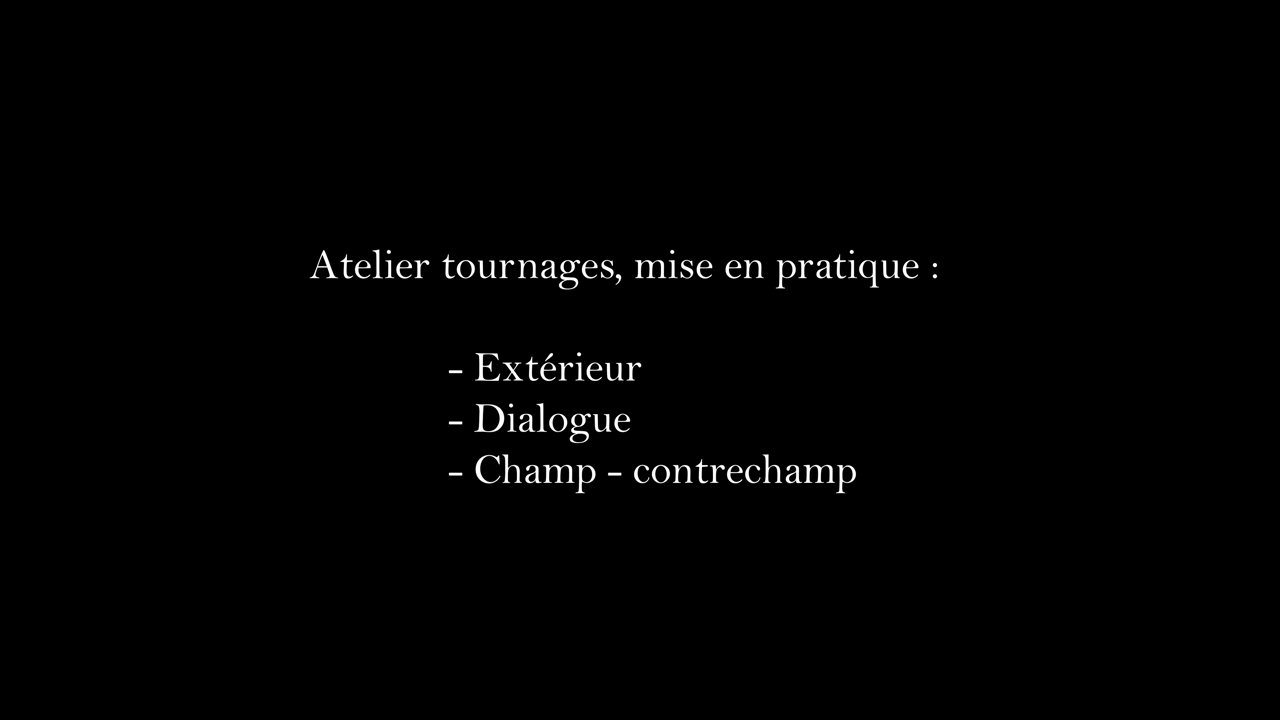 Atelier tournages, mise en pratique :
- Extérieur
- Dialogue
- Champ - contrechamp